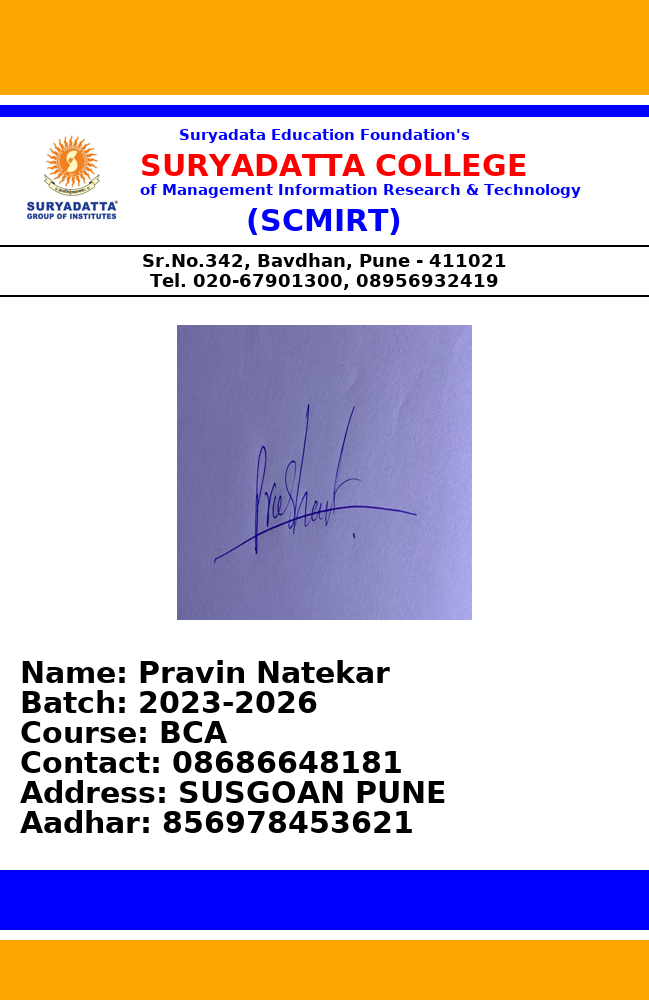 Suryadata Education Foundation's
SURYADATTA COLLEGE
of Management Information Research & Technology
SURYADATTA®
GROUP OF INSTITUTES
(SCMIRT)
Sr.No.342, Bavdhan, Pune - 411021
Tel. 020-67901300, 08956932419
Prashant
Name: Pravin Natekar
Batch: 2023-2026
Course: BCA
Contact: 08686648181
Address: SUSGOAN PUNE
Aadhar: 856978453621